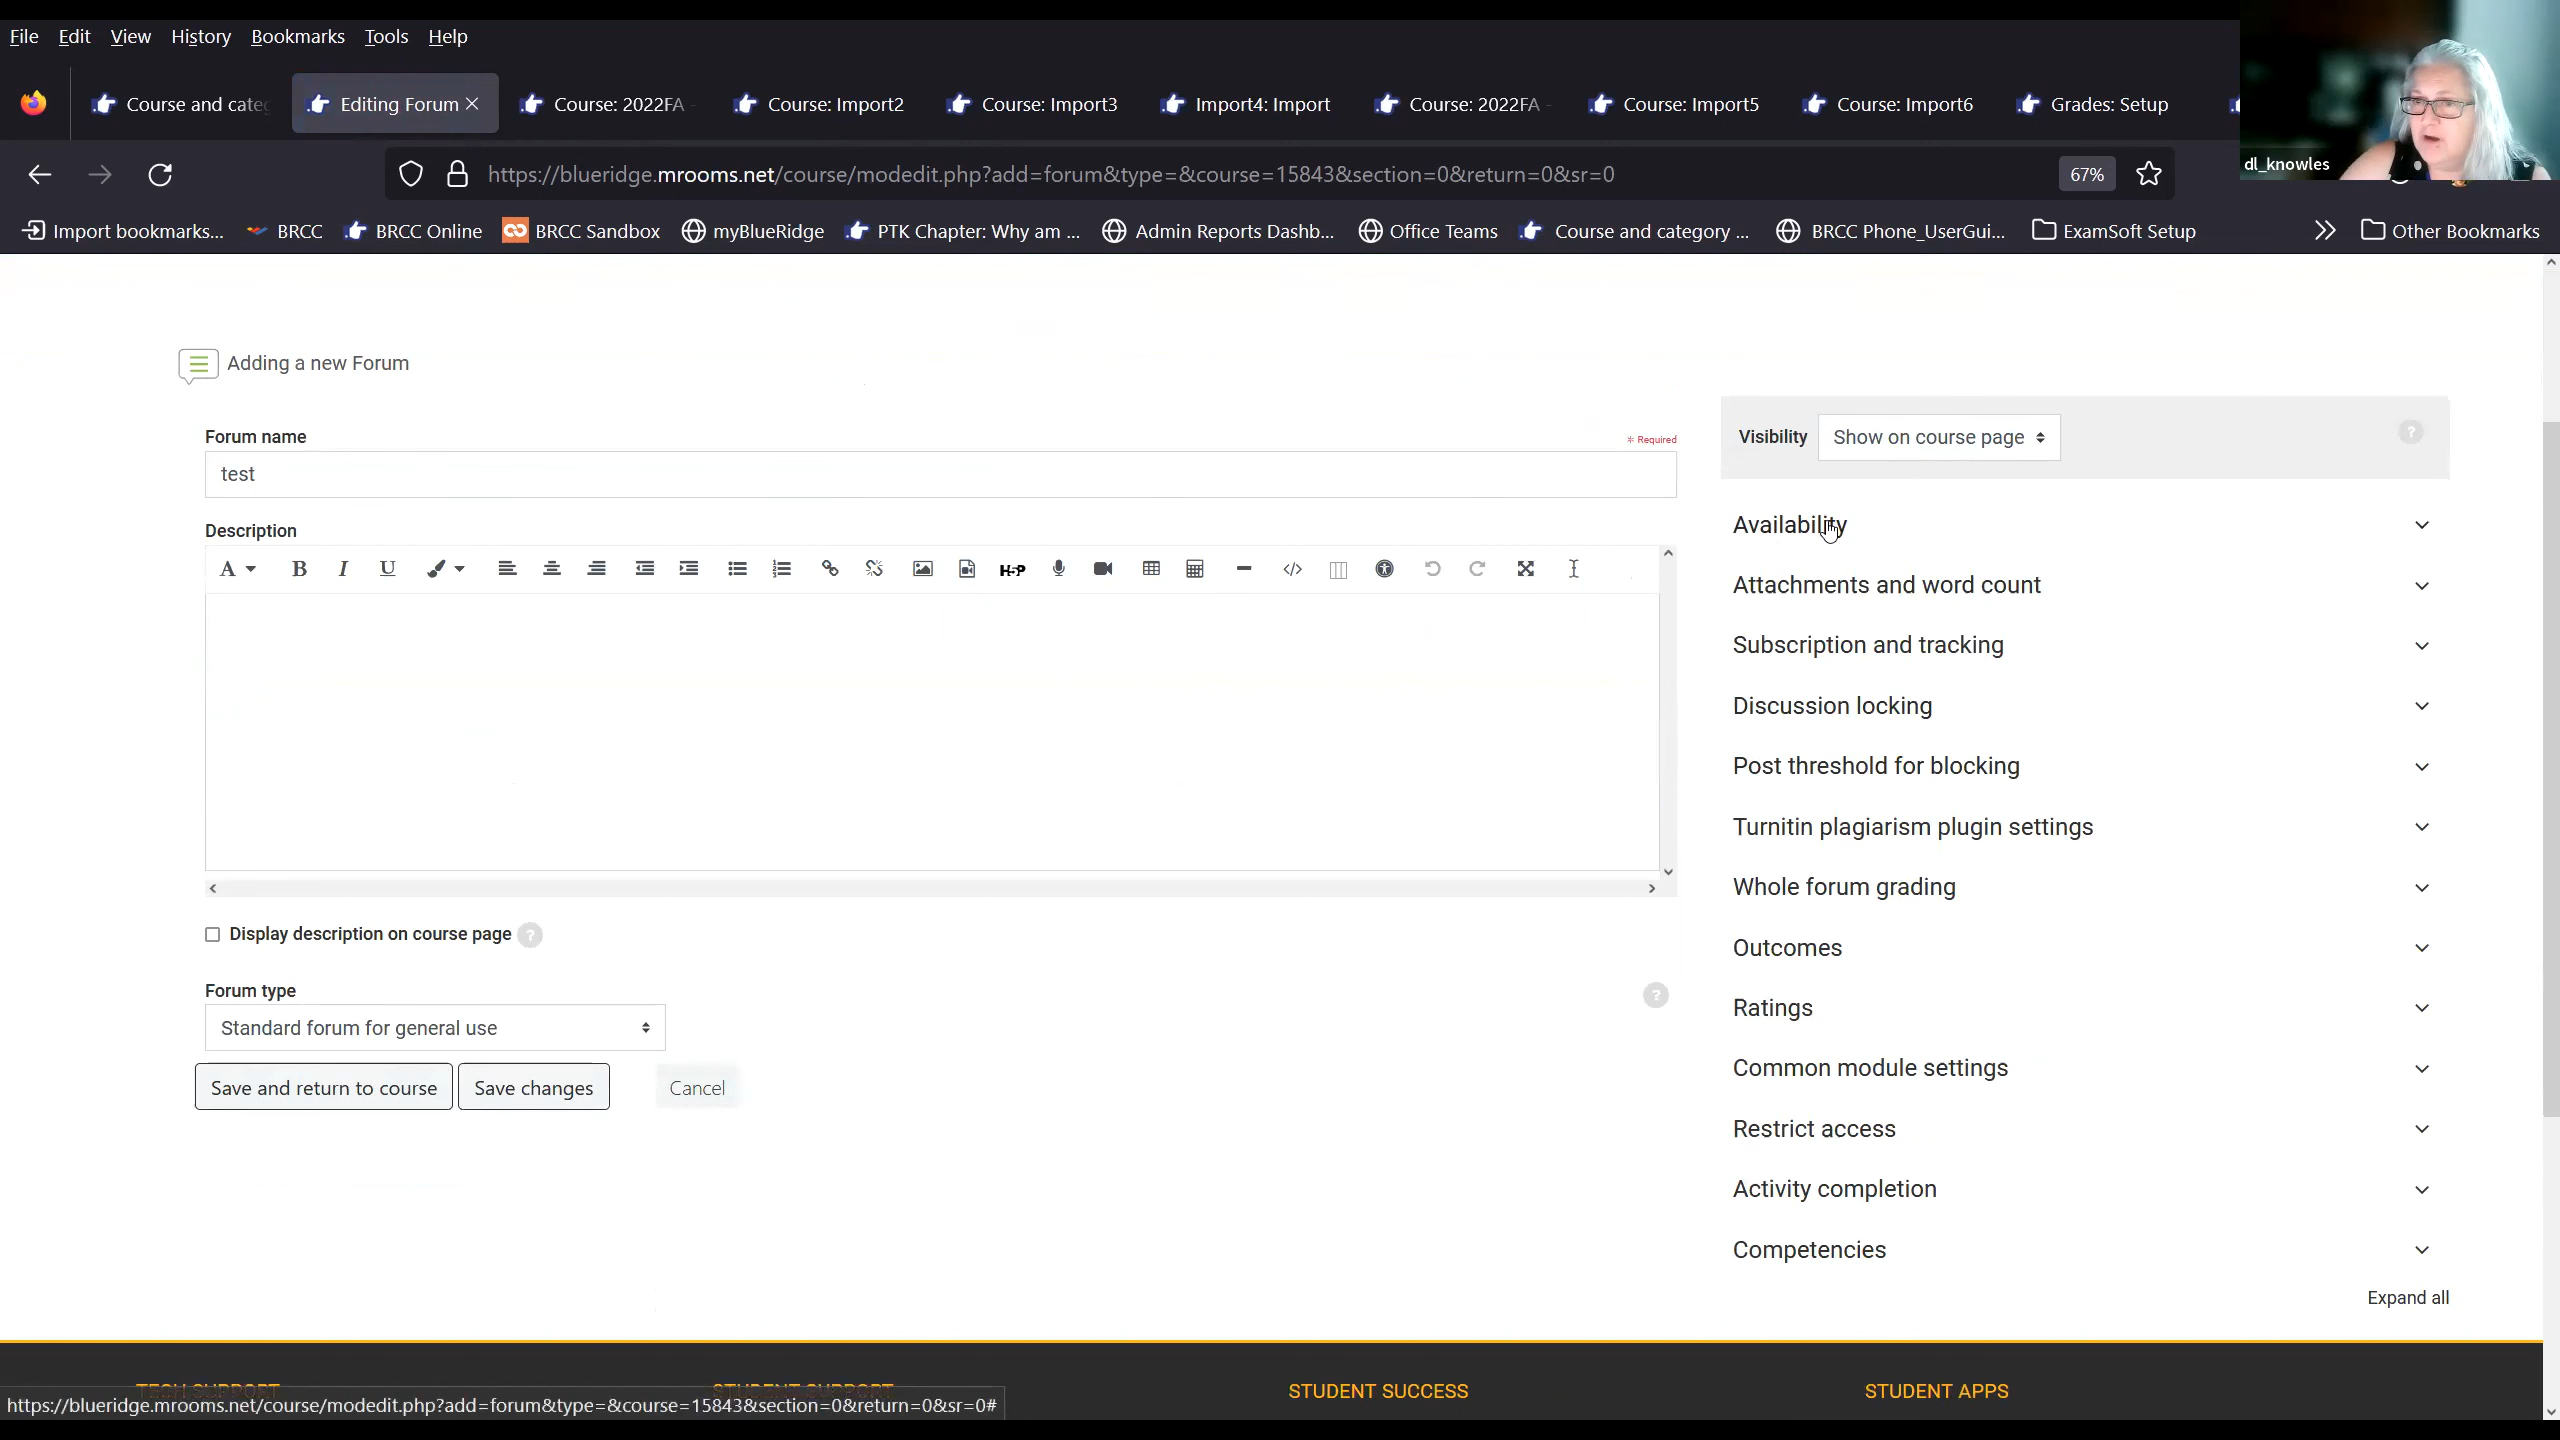 File Edit View History Bookmarks Tools Help
dl_knowles
Course and categ
Editing Forum
Course: 2022FA -
Course: Import2
Course: Import3
Import4: Import
Course: 2022FA -
Course: Import5
Course: Import6
Grades: Setup
https://blueridge.mrooms.net/course/modedit.php?add=forum&type=&course=15843&section=0&return=0&sr=0
67%
Import bookmarks...
BRCC
BRCC Online
BRCC Sandbox
myBlueRidge
PTK Chapter: Why am ...
Admin Reports Dashb...
Office Teams
Course and category ...
BRCC Phone_UserGui...
ExamSoft Setup
Other Bookmarks
Adding a new Forum
Forum name
* Required
test
Description
A B I U H5P
Display description on course page ?
Forum type
?
Standard forum for general use
Save and return to course
Save changes
Cancel
Visibility
Show on course page
?
Availability
Attachments and word count
Subscription and tracking
Discussion locking
Post threshold for blocking
Turnitin plagiarism plugin settings
Whole forum grading
Outcomes
Ratings
Common module settings
Restrict access
Activity completion
Competencies
Expand all
TECH SUPPORT
STUDENT SUPPORT
STUDENT SUCCESS
STUDENT APPS
https://blueridge.mrooms.net/course/modedit.php?add=forum&type=&course=15843&section=0&return=0&sr=0#